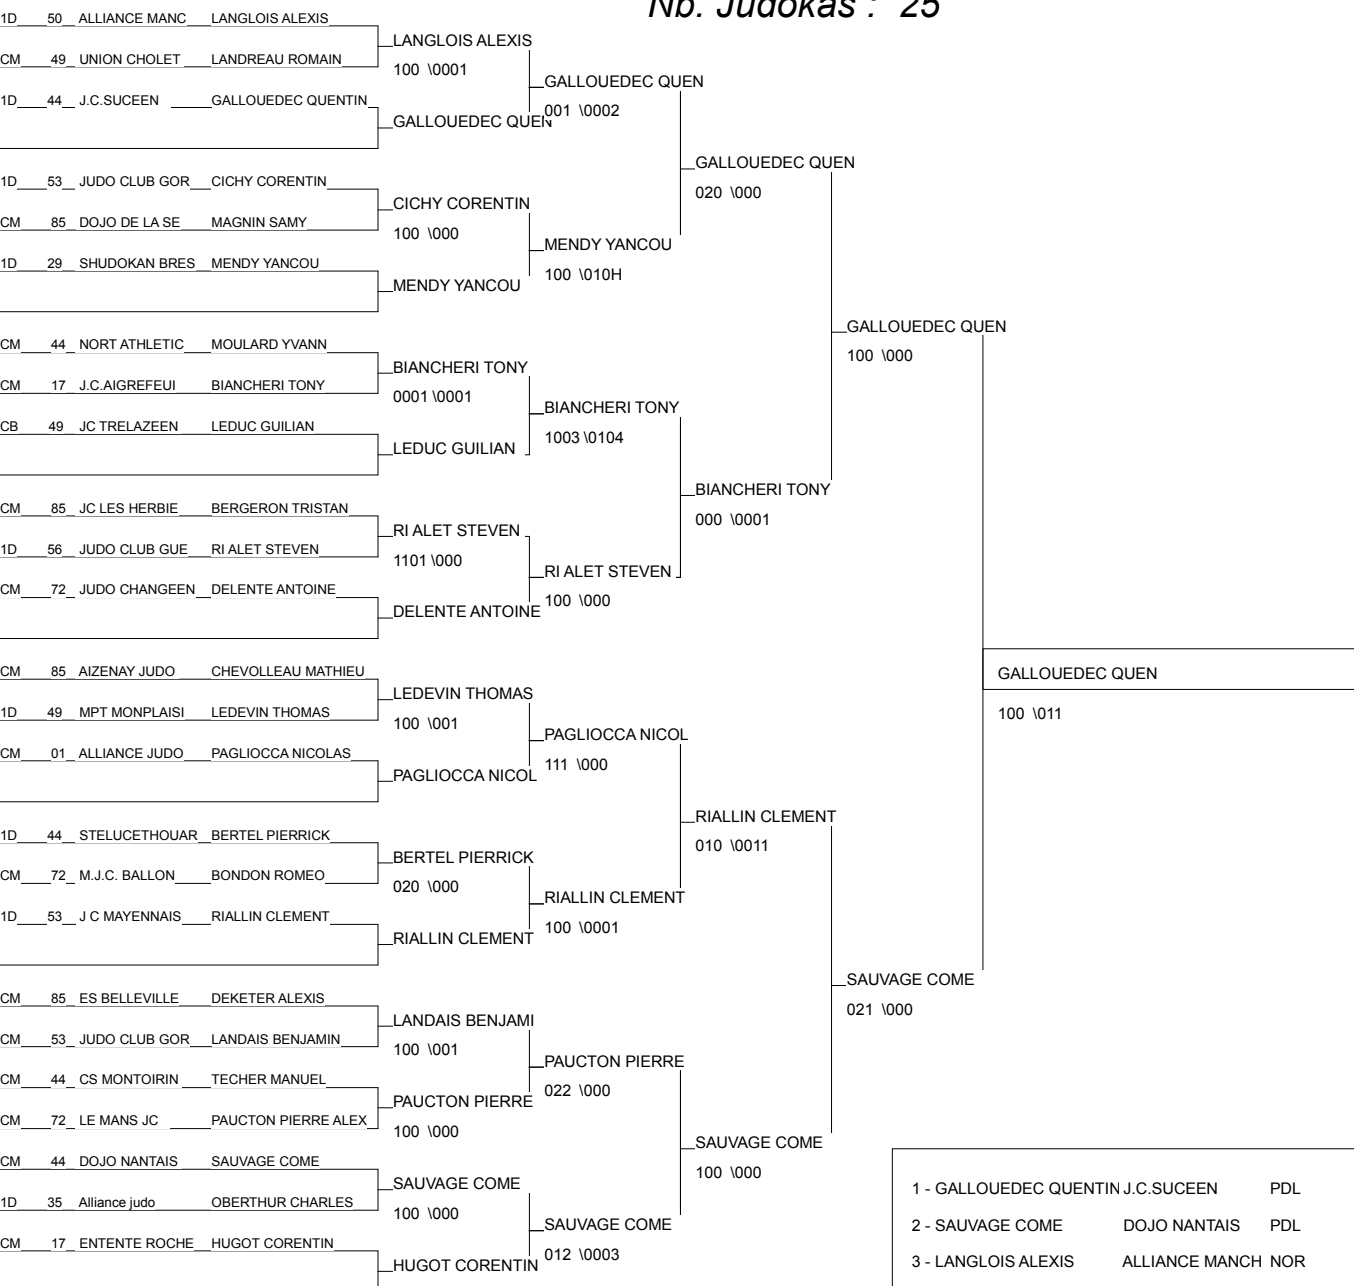 Nb. Judokas : 25
1D 50 ALLIANCE MANC LANGLOIS ALEXIS
LANGLOIS ALEXIS
CM 49 UNION CHOLET LANDREAU ROMAIN
100 \0001
GALLOUEDEC QUEN
1D 44 J.C.SUCEEN GALLOUEDEC QUENTIN
001 \0002
GALLOUEDEC QUEN
GALLOUEDEC QUEN
1D 53 JUDO CLUB GOR CICHY CORENTIN
020 \000
CICHY CORENTIN
CM 85 DOJO DE LA SE MAGNIN SAMY
100 \000
MENDY YANCOU
1D 29 SHUDOKAN BRES MENDY YANCOU
100 \010H
MENDY YANCOU
GALLOUEDEC QUEN
CM 44 NORT ATHLETIC MOULARD YVANN
100 \000
BIANCHERI TONY
CM 17 J.C.AIGREFEUI BIANCHERI TONY
0001 \0001
BIANCHERI TONY
CB 49 JC TRELAZEEN LEDUC GUILIAN
1003 \0104
LEDUC GUILIAN
BIANCHERI TONY
CM 85 JC LES HERBIE BERGERON TRISTAN
000 \0001
RI ALET STEVEN
1D 56 JUDO CLUB GUE RI ALET STEVEN
1101 \000
RI ALET STEVEN
CM 72 JUDO CHANGEEN DELENTE ANTOINE
100 \000
DELENTE ANTOINE
CM 85 AIZENAY JUDO CHEVOLLEAU MATHIEU
GALLOUEDEC QUEN
LEDEVIN THOMAS
1D 49 MPT MONPLAISI LEDEVIN THOMAS
100 \011
100 \001
PAGLIOCCA NICOL
CM 01 ALLIANCE JUDO PAGLIOCCA NICOLAS
111 \000
PAGLIOCCA NICOL
RIALLIN CLEMENT
1D 44 STELUCETHOUAR BERTEL PIERRICK
010 \0011
BERTEL PIERRICK
CM 72 M.J.C. BALLON BONDON ROMEO
020 \000
RIALLIN CLEMENT
1D 53 J C MAYENNAIS RIALLIN CLEMENT
100 \0001
RIALLIN CLEMENT
SAUVAGE COME
CM 85 ES BELLEVILLE DEKETER ALEXIS
021 \000
LANDAIS BENJAMI
CM 53 JUDO CLUB GOR LANDAIS BENJAMIN
100 \001
PAUCTON PIERRE
CM 44 CS MONTOIRIN TECHER MANUEL
022 \000
PAUCTON PIERRE
CM 72 LE MANS JC PAUCTON PIERRE ALEX
100 \000
SAUVAGE COME
CM 44 DOJO NANTAIS SAUVAGE COME
100 \000
SAUVAGE COME
1D 35 Alliance judo OBERTHUR CHARLES
100 \000
SAUVAGE COME
CM 17 ENTENTE ROCHE HUGOT CORENTIN
012 \0003
HUGOT CORENTIN
1 - GALLOUEDEC QUENTIN J.C.SUCEEN PDL
2 - SAUVAGE COME DOJO NANTAIS PDL
3 - LANGLOIS ALEXIS ALLIANCE MANCH NOR